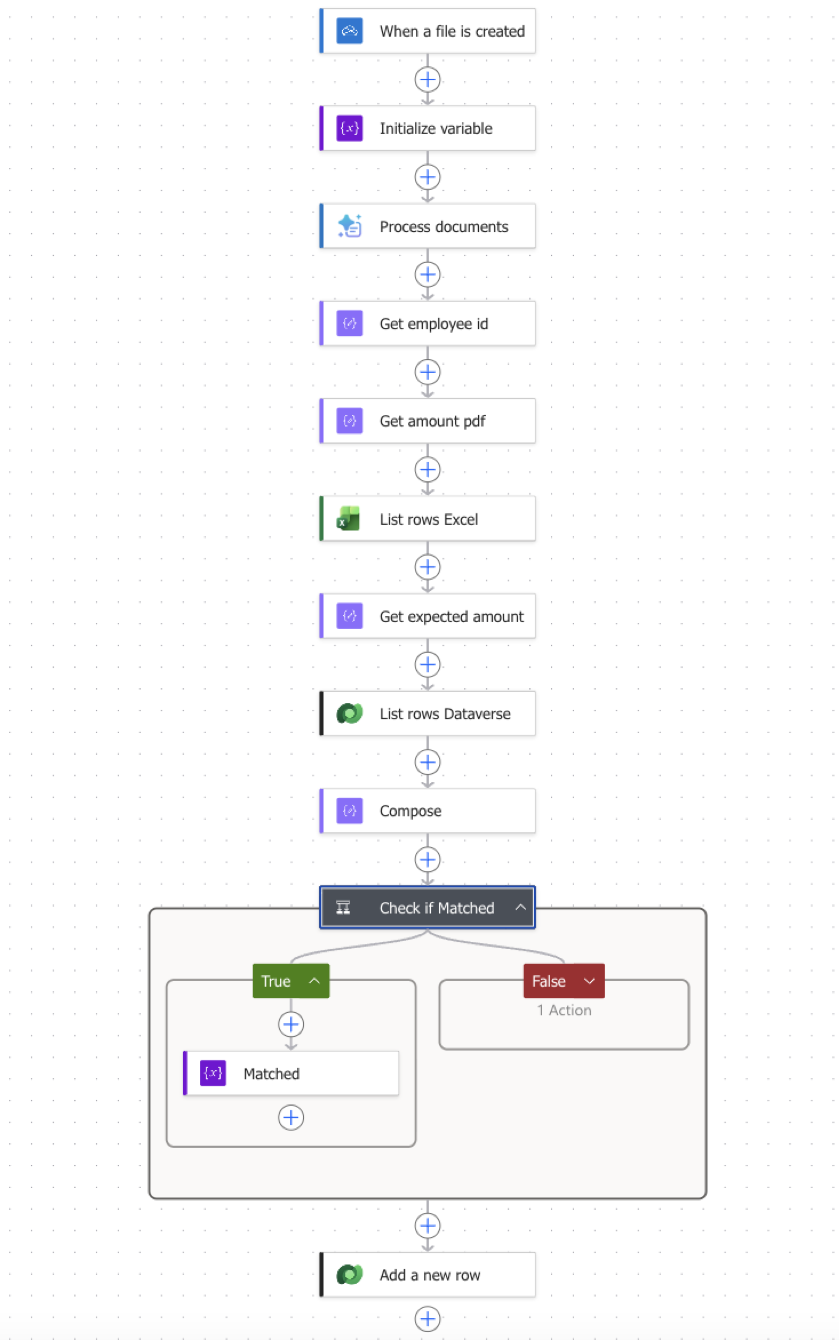 When a file is created
{x} Initialize variable
Process documents
Get employee id
Get amount pdf
List rows Excel
Get expected amount
List rows Dataverse
Compose
Check if Matched
True
False
1 Action
{x} Matched
Add a new row